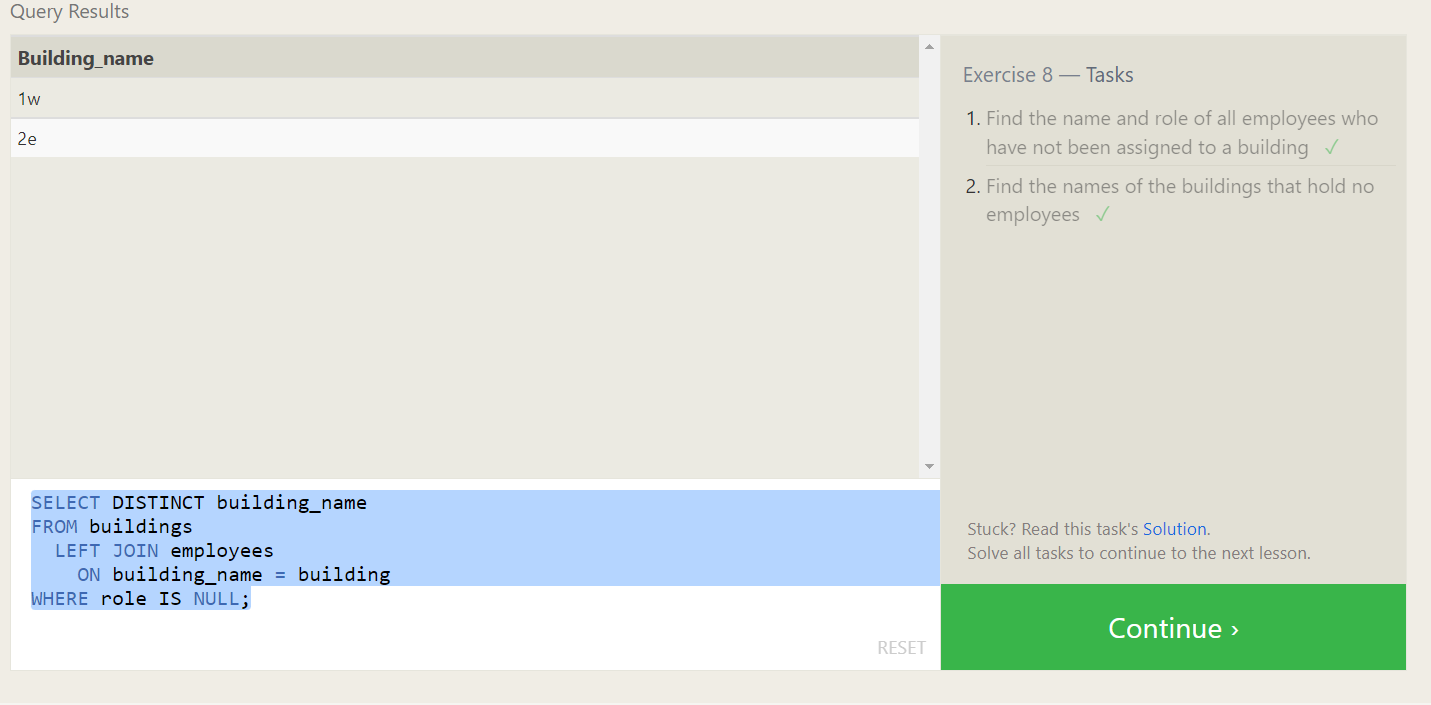 Query Results
Building_name
1w
2e
SELECT DISTINCT building_name
FROM buildings
  LEFT JOIN employees
    ON building_name = building
WHERE role IS NULL;
RESET
Exercise 8 — Tasks
1. Find the name and role of all employees who
have not been assigned to a building ✓
2. Find the names of the buildings that hold no
employees ✓
Stuck? Read this task's Solution.
Solve all tasks to continue to the next lesson.
Continue ›